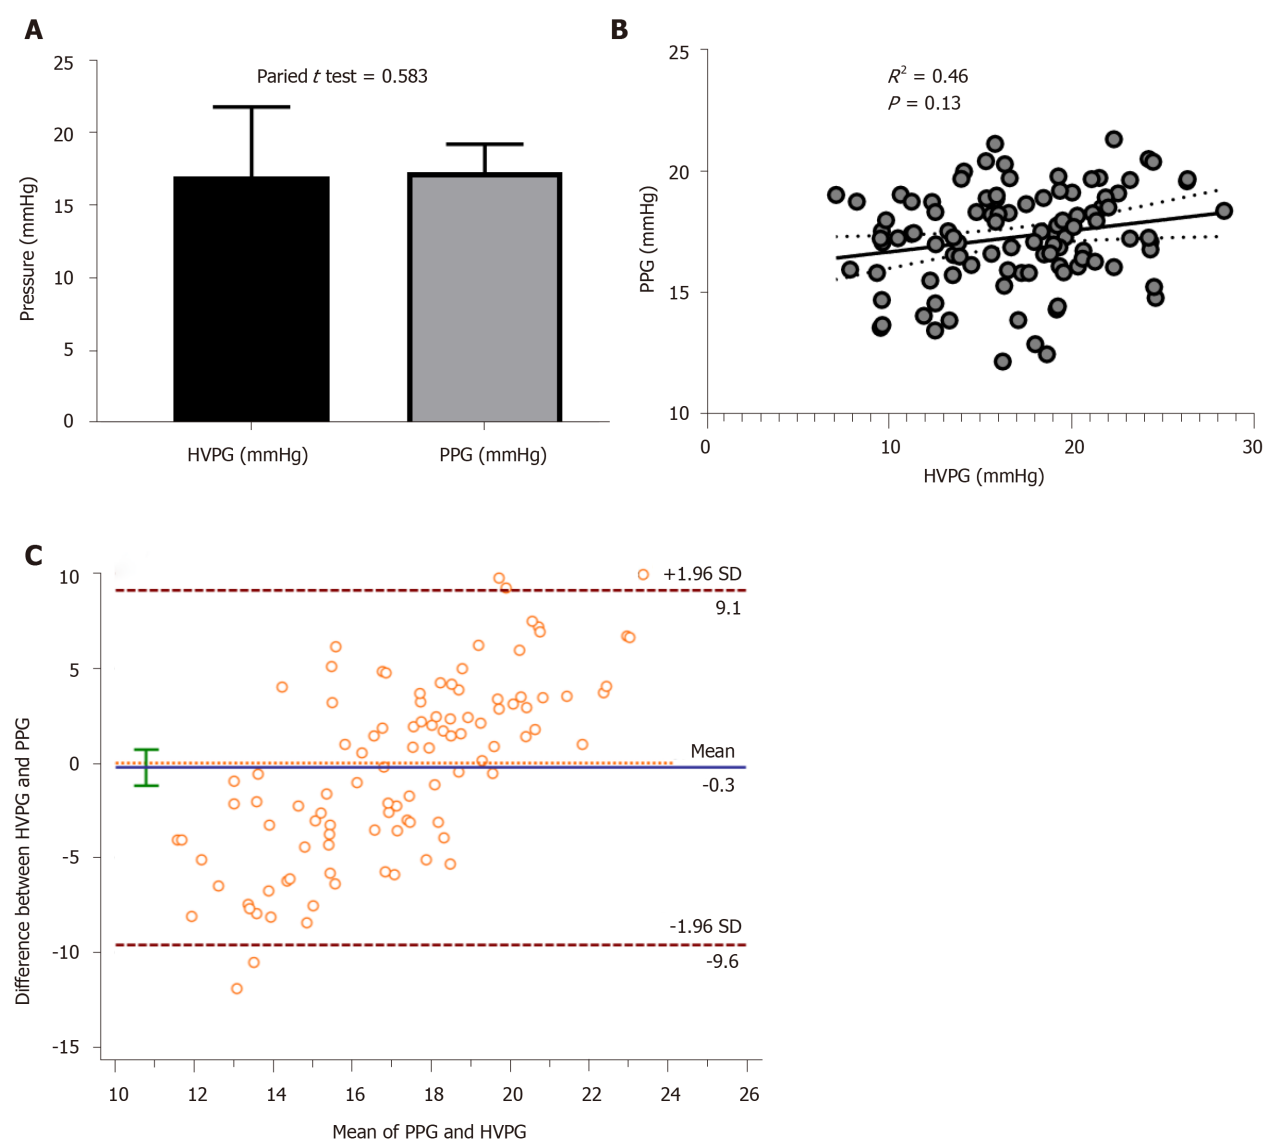 A
Paried t test = 0.583
25
20
15
10
5
0
Pressure (mmHg)
HVPG (mmHg)
PPG (mmHg)
B
R² = 0.46
P = 0.13
25
20
15
10
PPG (mmHg)
0
10
20
30
HVPG (mmHg)
C
10
5
0
-5
-10
-15
Difference between HVPG and PPG
+1.96 SD
9.1
Mean
-0.3
-1.96 SD
-9.6
10
12
14
16
18
20
22
24
26
Mean of PPG and HVPG